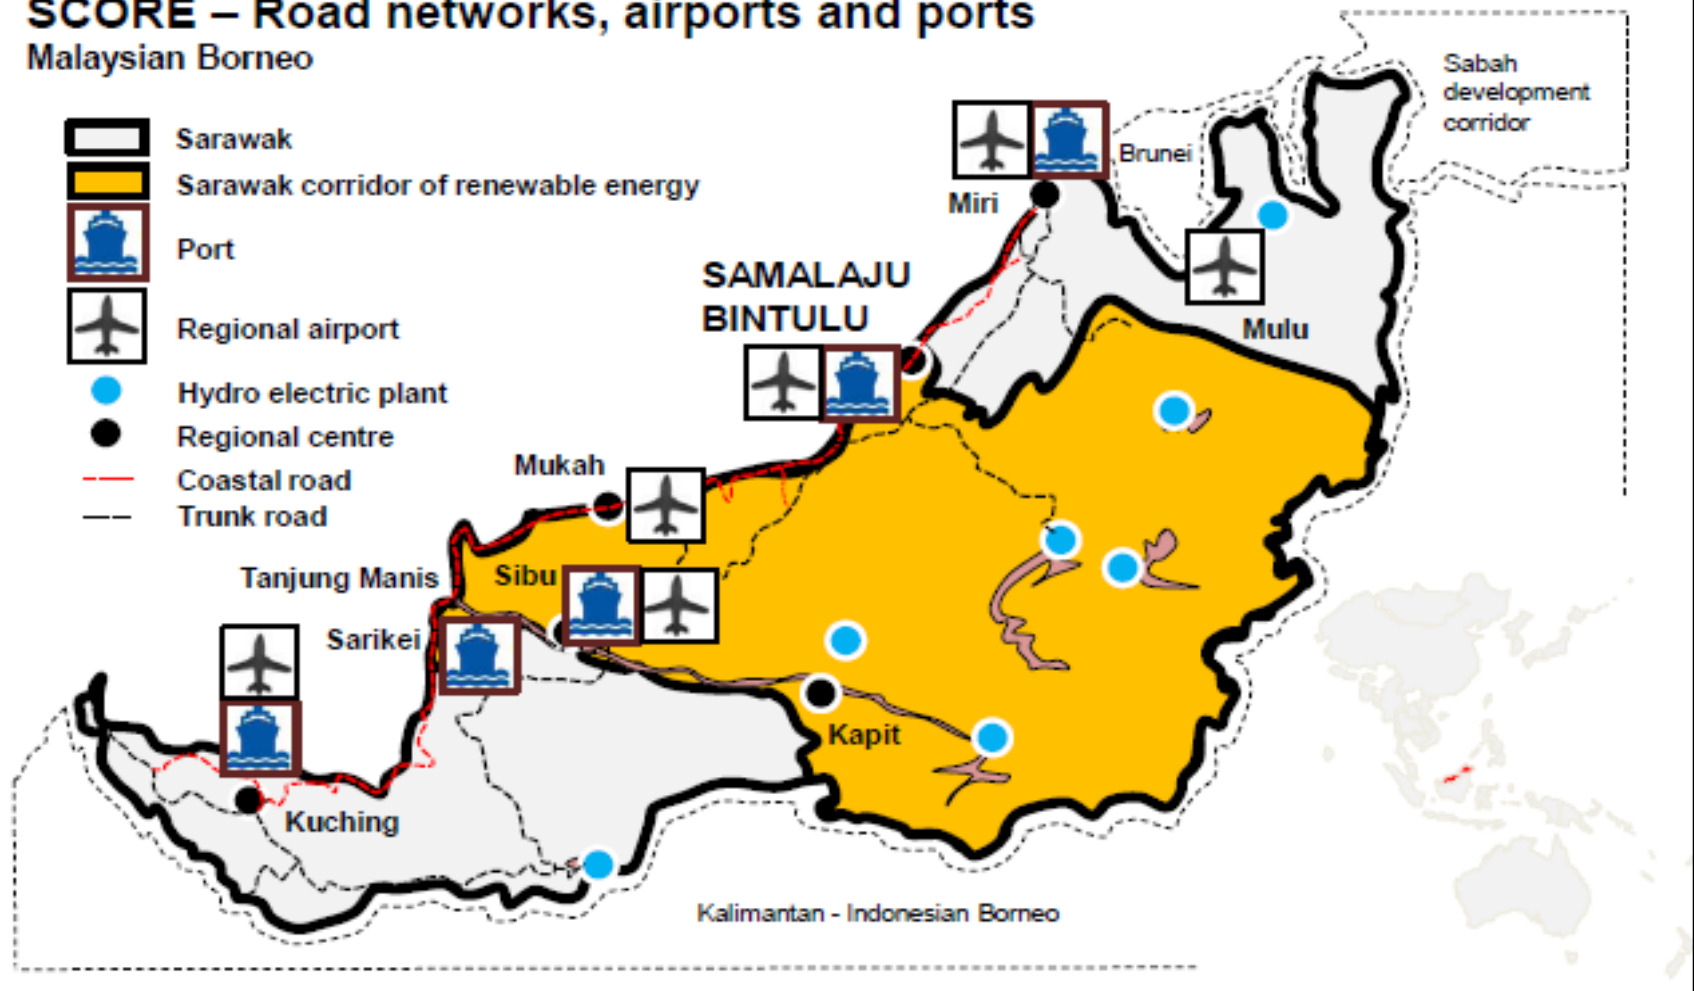 SCORE – Road networks, airports and ports
Malaysian Borneo
Sarawak
Sarawak corridor of renewable energy
Port
Regional airport
Hydro electric plant
Regional centre
Coastal road
Trunk road
Sabah
development
corridor
Brunei
Miri
SAMALAJU
BINTULU
Mulu
Mukah
Tanjung Manis
Sibu
Sarikei
Kapit
Kuching
Kalimantan - Indonesian Borneo